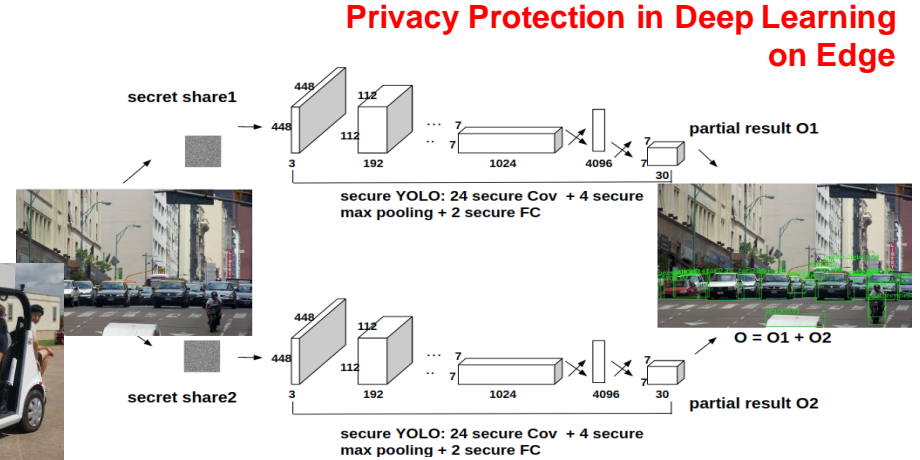 Privacy Protection in Deep Learning
on Edge
secret share1
448
448
3
112
112
192
...
..
7
7
1024
4096
7
7
30
partial result O1
secure YOLO: 24 secure Cov + 4 secure
max pooling + 2 secure FC
O = O1 + O2
secret share2
448
448
3
112
112
192
...
..
7
7
1024
4096
7
7
30
partial result O2
secure YOLO: 24 secure Cov + 4 secure
max pooling + 2 secure FC